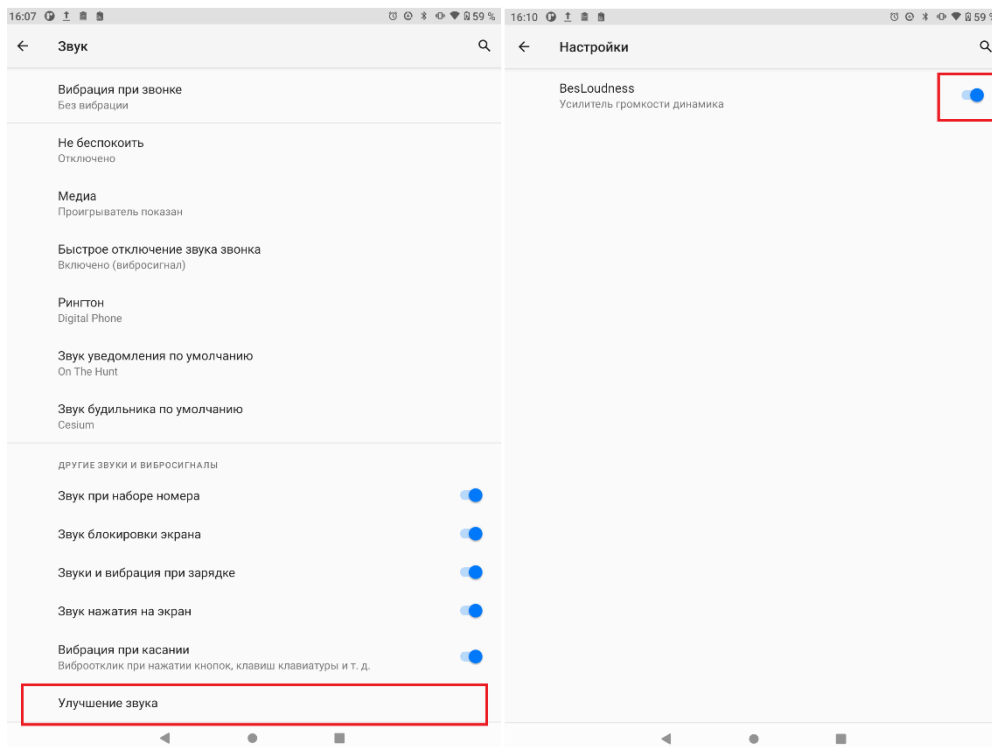 16:07
59 %
Звук
Вибрация при звонке
Без вибрации
Не беспокоить
Отключено
Медиа
Проигрыватель показан
Быстрое отключение звука звонка
Включено (вибросигнал)
Рингтон
Digital Phone
Звук уведомления по умолчанию
On The Hunt
Звук будильника по умолчанию
Cesium
ДРУГИЕ ЗВУКИ И ВИБРОСИГНАЛЫ
Звук при наборе номера
Звук блокировки экрана
Звуки и вибрация при зарядке
Звук нажатия на экран
Вибрация при касании
Виброотклик при нажатии кнопок, клавиш клавиатуры и т. д.
Улучшение звука
16:10
59 %
Настройки
BesLoudness
Усилитель громкости динамика